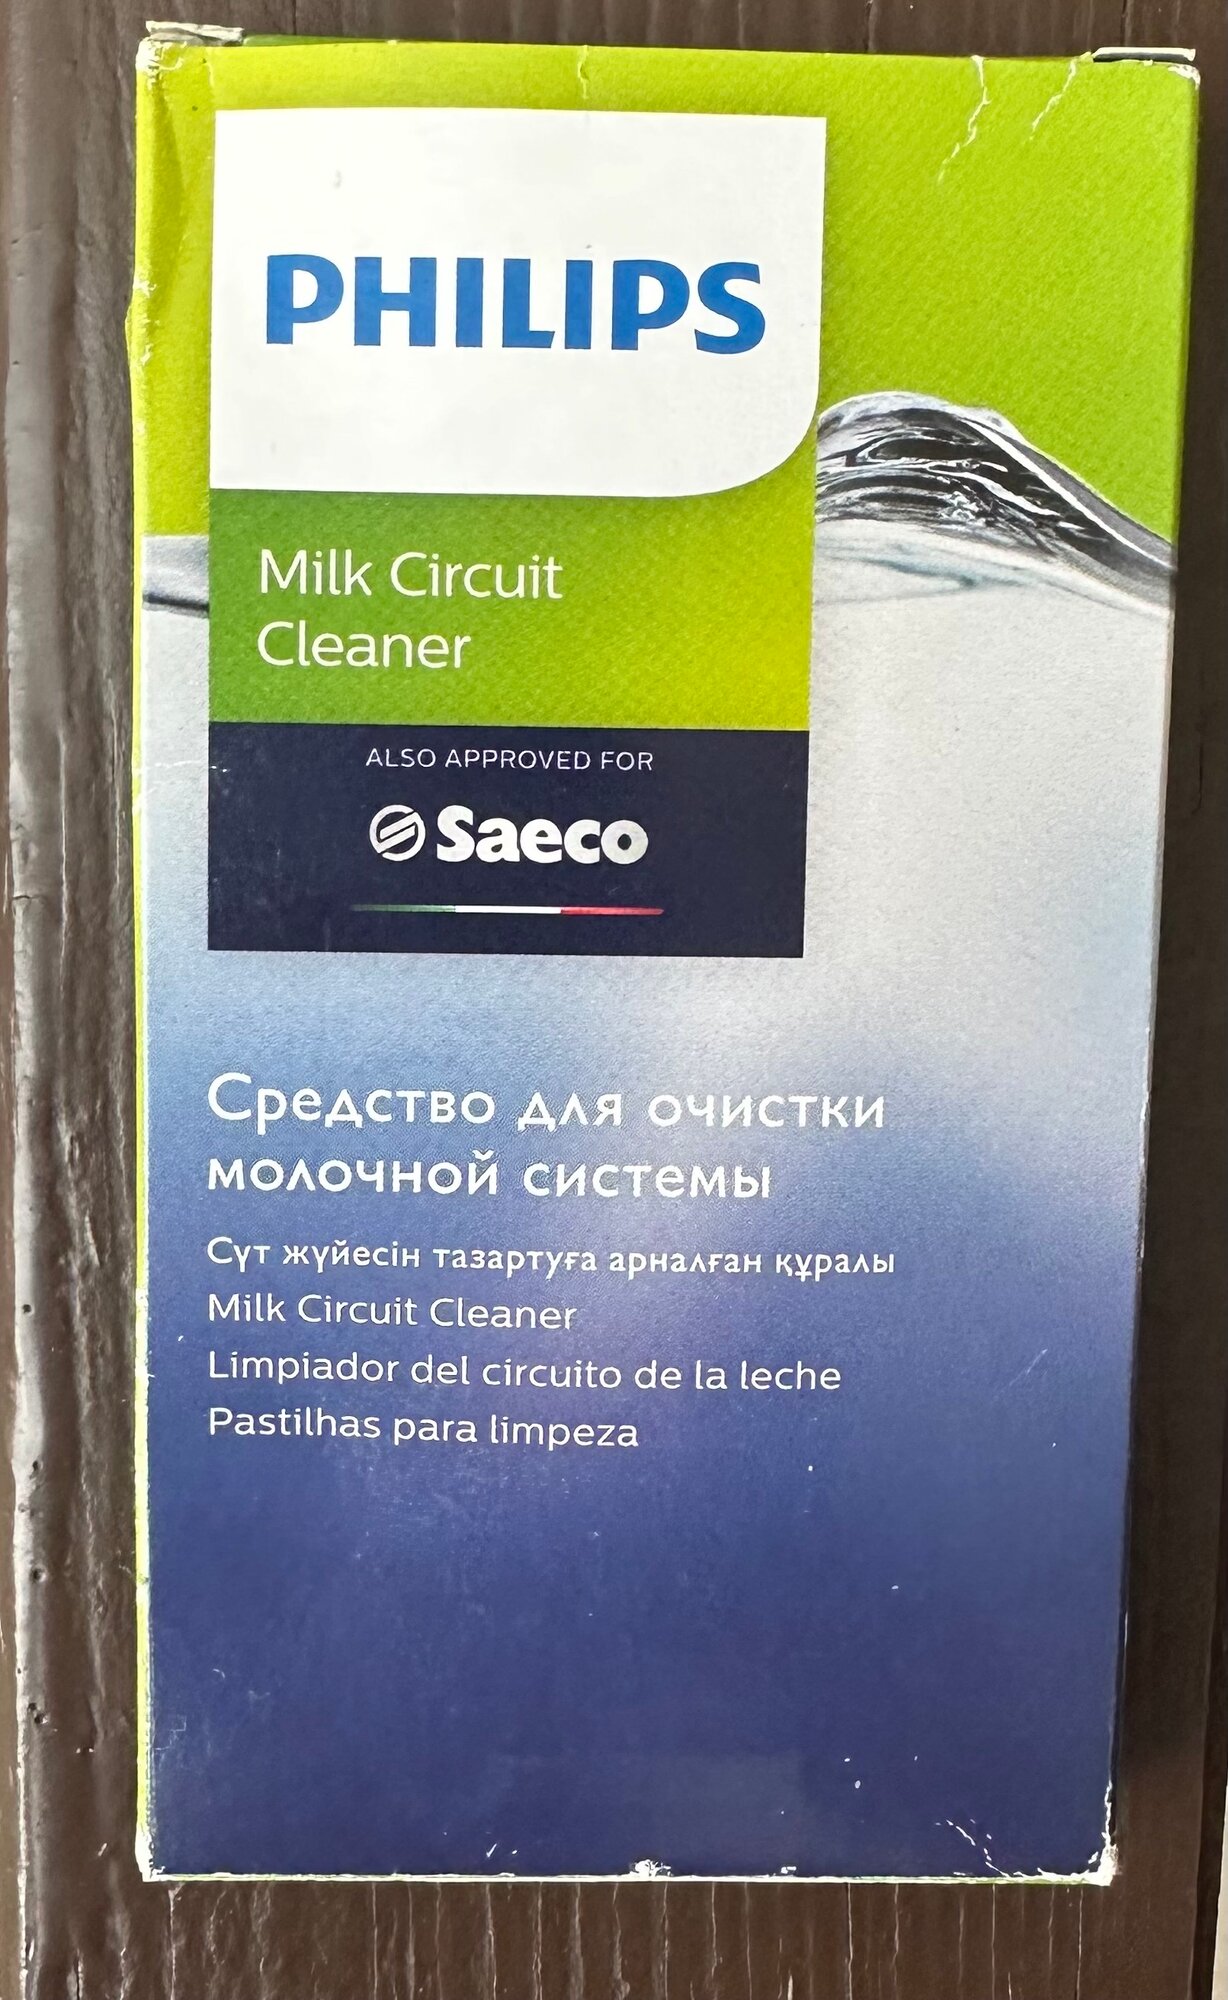 PHILIPS
Milk Circuit
Cleaner
ALSO APPROVED FOR
Saeco
Средство для очистки
молочной системы
Сүт жүйесін тазартуға арналған құралы
Milk Circuit Cleaner
Limpiador del circuito de la leche
Pastilhas para limpeza